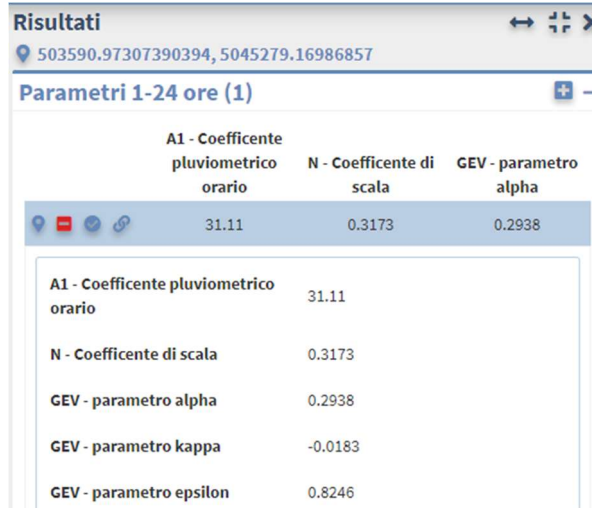 Risultati
503590.97307390394, 5045279.16986857
Parametri 1-24 ore (1)
A1 - Coefficente pluviometrico orario
N - Coefficente di scala
GEV - parametro alpha
31.11 0.3173 0.2938
A1 - Coefficente pluviometrico orario 31.11
N - Coefficente di scala 0.3173
GEV - parametro alpha 0.2938
GEV - parametro kappa -0.0183
GEV - parametro epsilon 0.8246